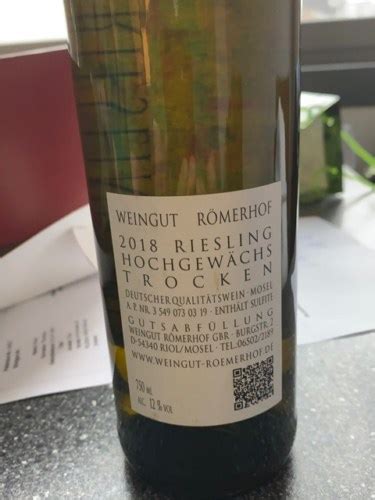 WEINGUT RÖMERHOF
2018 RIESLING
HOCHGEWÄCHS
TROCKEN
DEUTSCHER QUALITÄTSWEIN · MOSEL
A. P. NR. 3 549 073 03 19 · ENTHÄLT SULFITE
GUTSABFÜLLUNG
WEINGUT RÖMERHOF GBR · BURGSTR. 2
D-54340 RIOL/MOSEL · TEL.06502/2189
WWW.WEINGUT-ROEMERHOF.DE
750 ML
ALC. 12 % VOL